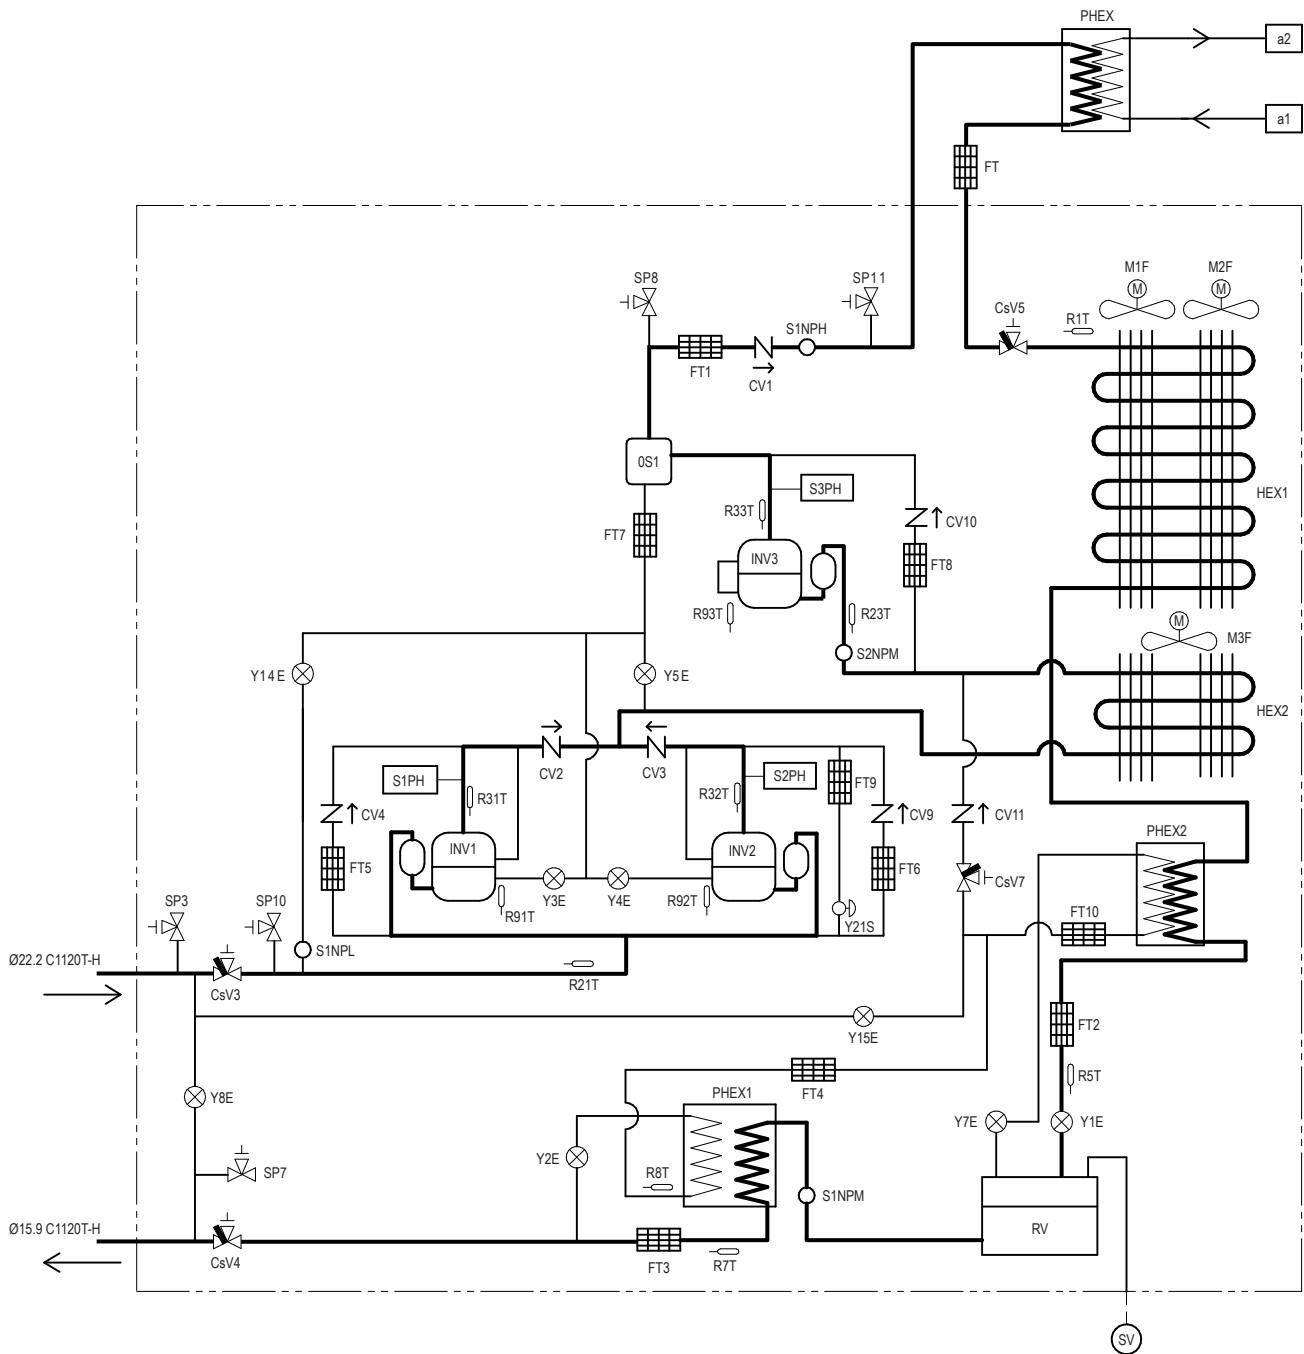 PHEX
a2
a1
FT
SP8
SP11
M1F
M2F
M
M
CsV5
R1T
S1NPH
FT1
CV1
0S1
S3PH
R33T
HEX1
CV10
FT7
INV3
FT8
R93T
R23T
M
M3F
S2NPM
Y14E
Y5E
HEX2
CV2
CV3
S1PH
S2PH
FT9
R31T
R32T
CV4
CV9
CV11
PHEX2
INV1
INV2
FT5
FT6
CsV7
Y3E
Y4E
R91T
R92T
SP3
SP10
Y21S
FT10
S1NPL
Ø22.2 C1120T-H
CsV3
R21T
FT2
Y15E
R5T
FT4
PHEX1
Y8E
Y7E
Y1E
Y2E
SP7
R8T
S1NPM
Ø15.9 C1120T-H
RV
CsV4
FT3
R7T
SV